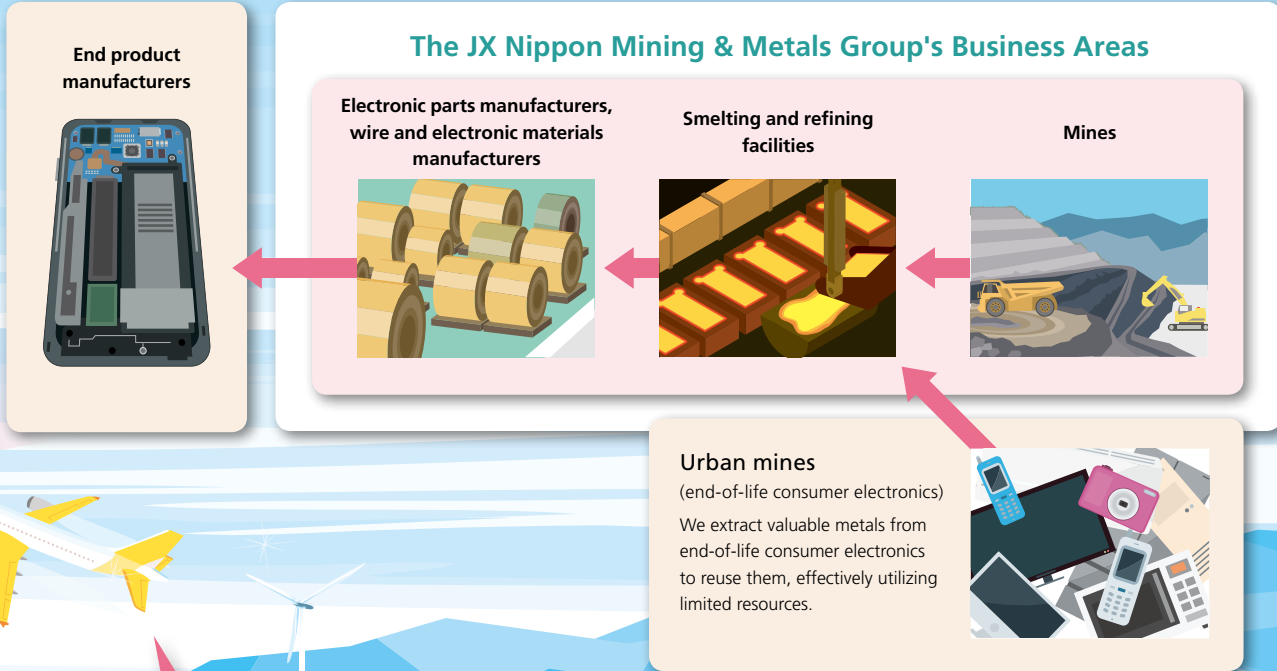 End product
manufacturers
The JX Nippon Mining & Metals Group's Business Areas
Electronic parts manufacturers,
wire and electronic materials
manufacturers
Smelting and refining
facilities
Mines
Urban mines
(end-of-life consumer electronics)
We extract valuable metals from
end-of-life consumer electronics
to reuse them, effectively utilizing
limited resources.